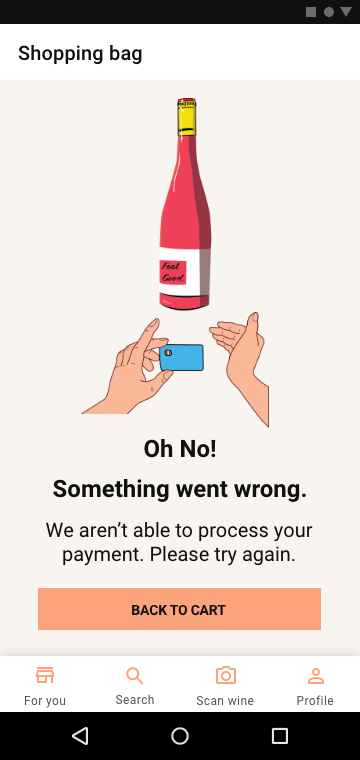 Shopping bag
Feel
Good
Oh No!
Something went wrong.
We aren’t able to process your
payment. Please try again.
BACK TO CART
For you
Search
Scan wine
Profile